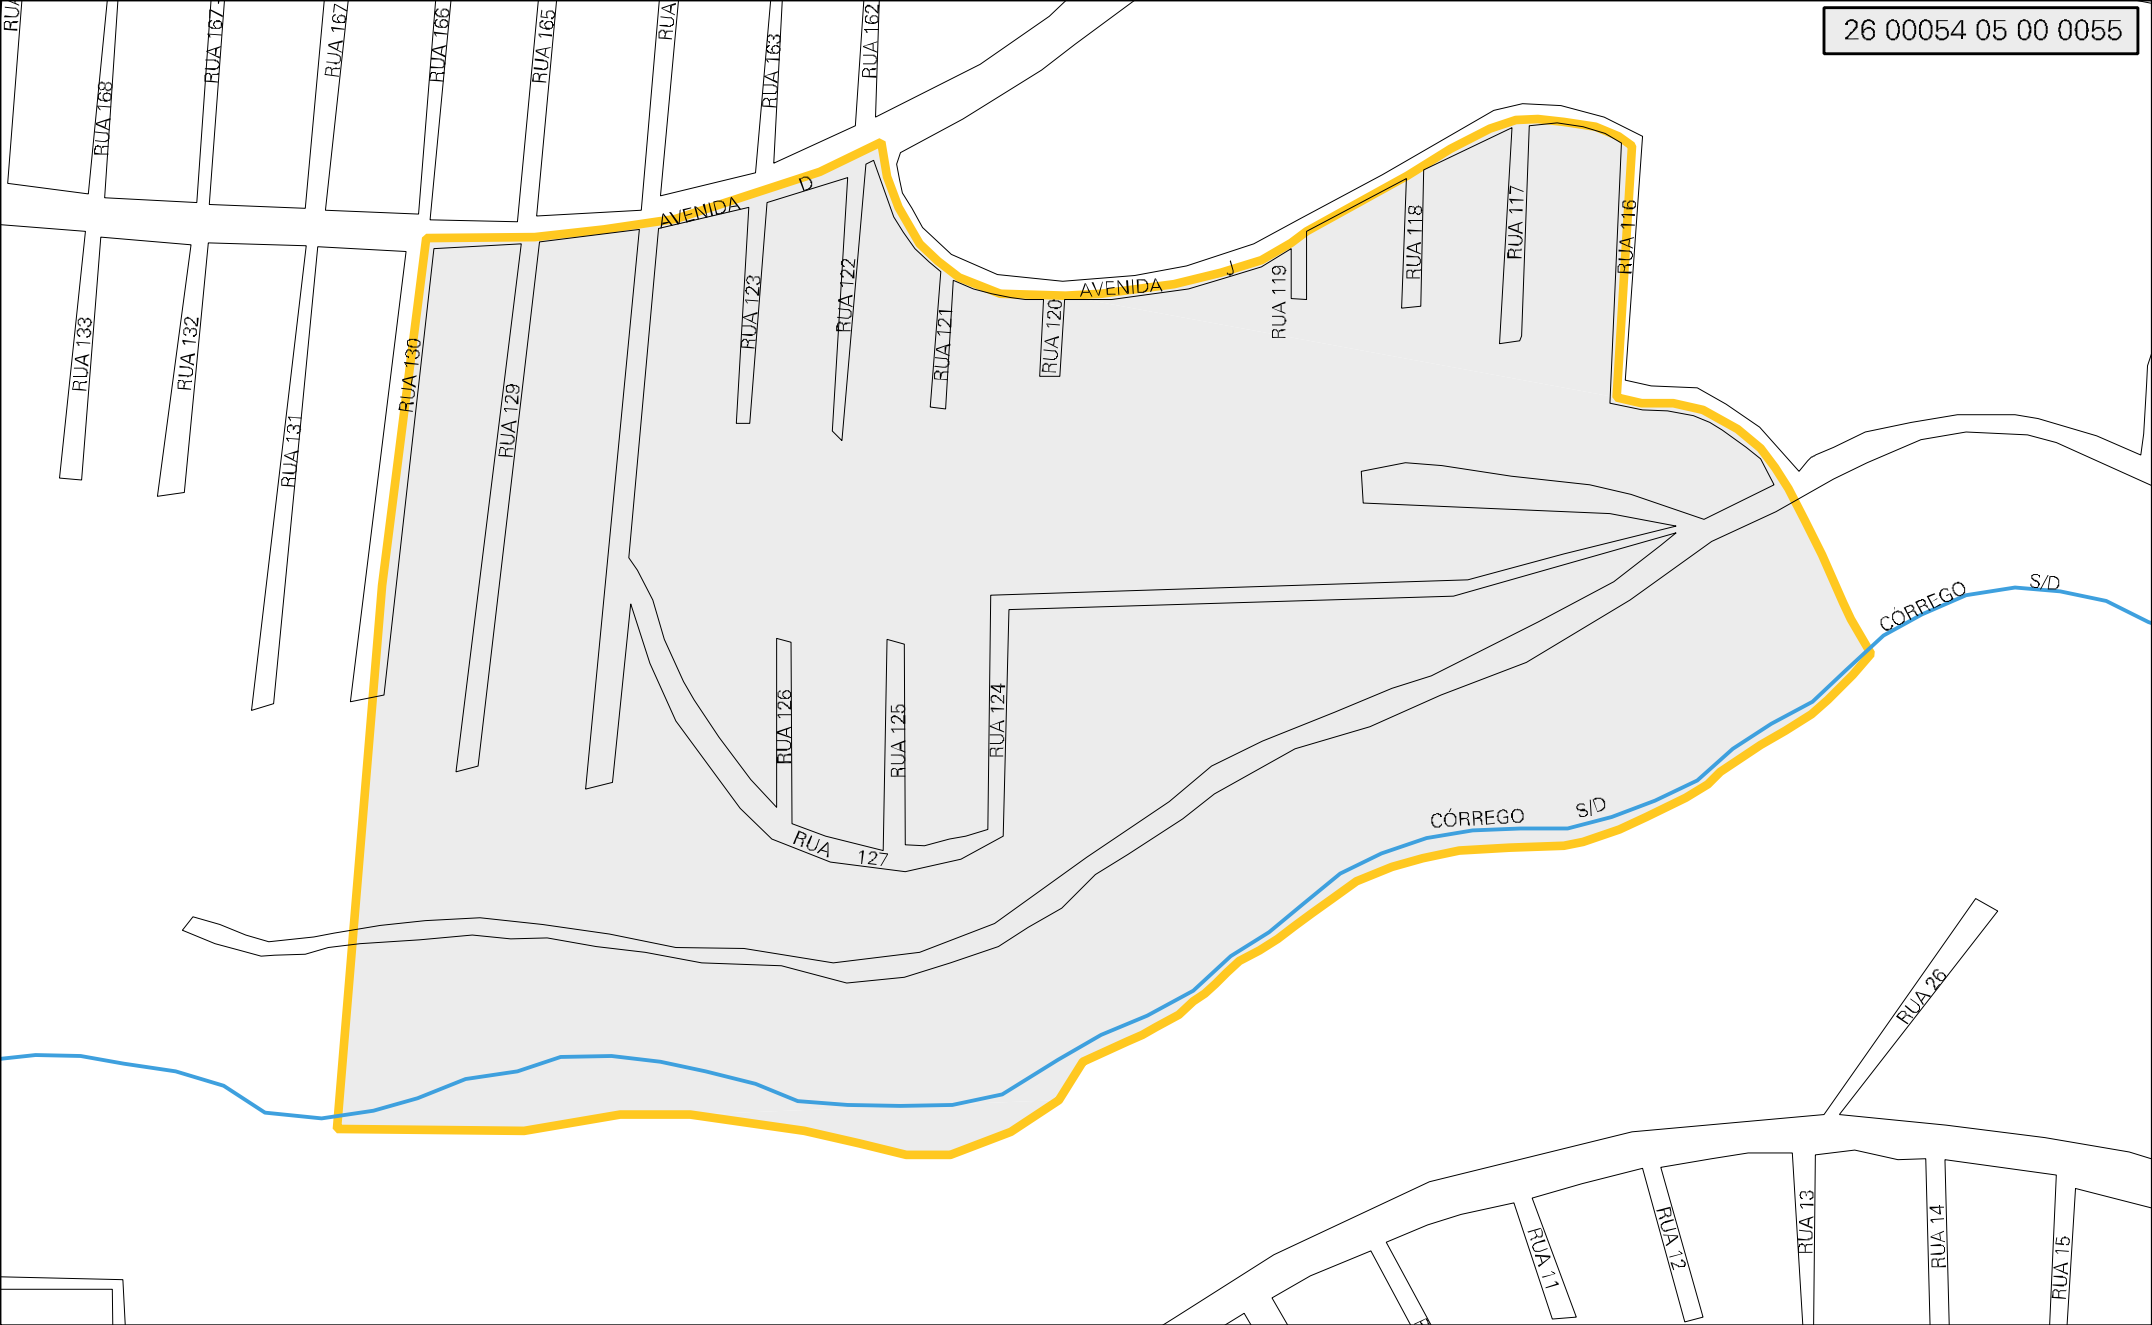 26 00054 05 00 0055
RUA 168
RUA 167
RUA 167
RUA 166
RUA 165
RUA
RUA 163
RUA 162
AVENIDA D
AVENIDA J
RUA 116
RUA 117
RUA 118
RUA 119
RUA 120
RUA 121
RUA 122
RUA 123
RUA 133
RUA 132
RUA 131
RUA 130
RUA 129
RUA 126
RUA 125
RUA 124
RUA 127
CÓRREGO S/D
CÓRREGO S/D
RUA 26
RUA 11
RUA 12
RUA 13
RUA 14
RUA 15